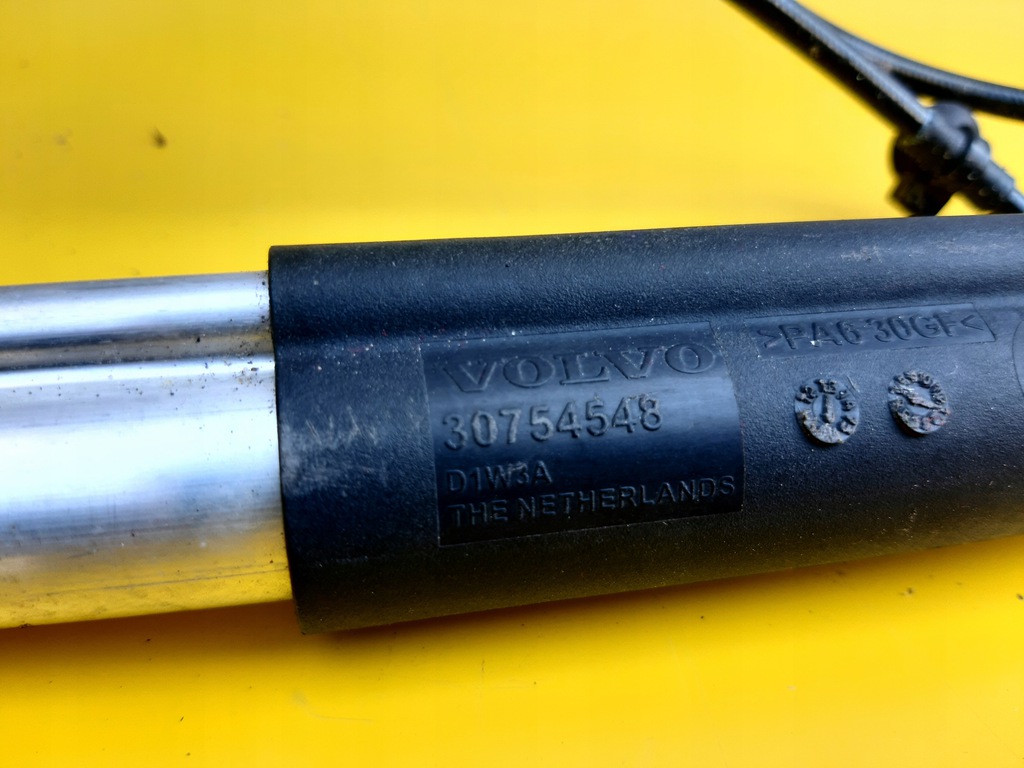 VOLVO
30754548
D1W3A
THE NETHERLANDS
>PA6 30GF<